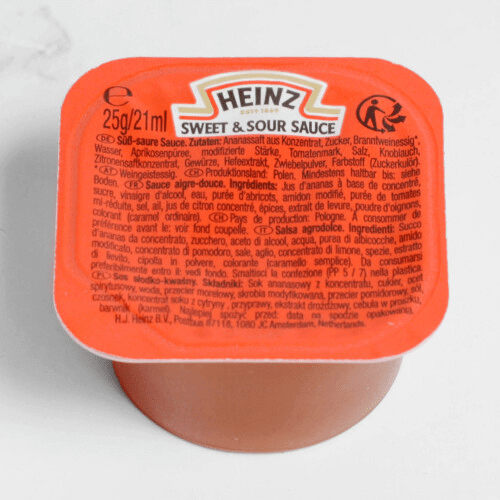 ℮
25g/21ml
HEINZ
ESTD 1869
SWEET & SOUR SAUCE
DE Süß-saure Sauce. Zutaten: Ananassaft aus Konzentrat, Zucker, Branntweinessig*,
Wasser, Aprikosenpüree, modifizierte Stärke, Tomatenmark, Salz, Knoblauch,
Zitronensaftkonzentrat, Gewürze, Hefeextrakt, Zwiebelpulver, Farbstoff (Zuckerkulör).
*AT Weingeistessig. CH Produktionsland: Polen. Mindestens haltbar bis; siehe
Boden. FR Sauce aigre-douce. Ingrédients: Jus d'ananas à base de concentré,
sucre, vinaigre d'alcool, eau, purée d'abricots, amidon modifié, purée de tomates
mi-réduite, sel, ail, jus de citron concentré, épices, extrait de levure, poudre d'oignons,
colorant (caramel ordinaire). CH Pays de production: Pologne. A consommer de
préférence avant le: voir fond coupelle. IT Salsa agrodolce. Ingredienti: Succo
d'ananas da concentrato, zucchero, aceto di alcool, acqua, purea di albicocche, amido
modificato, concentrato di pomodoro, sale, aglio, concentrato di limone, spezie, estratto
di lievito, cipolla in polvere, colorante (caramello semplice). Da consumarsi
preferibilmente entro il: vedi fondo. Smaltisci la confezione (PP 5 / 7) nella plastica.
PL Sos słodko-kwaśny. Składniki: Sok ananasowy z koncentratu, cukier, ocet
spirytusowy, woda, przecier morelowy, skrobia modyfikowana, przecier pomidorowy, sól,
czosnek, koncentrat soku z cytryny, przyprawy, ekstrakt drożdżowy, cebula w proszku,
barwnik (karmel). Najlepiej spożyć przed: data na spodzie opakowania.
H.J. Heinz B.V., Postbus 87118, 1080 JC Amsterdam, Netherlands.